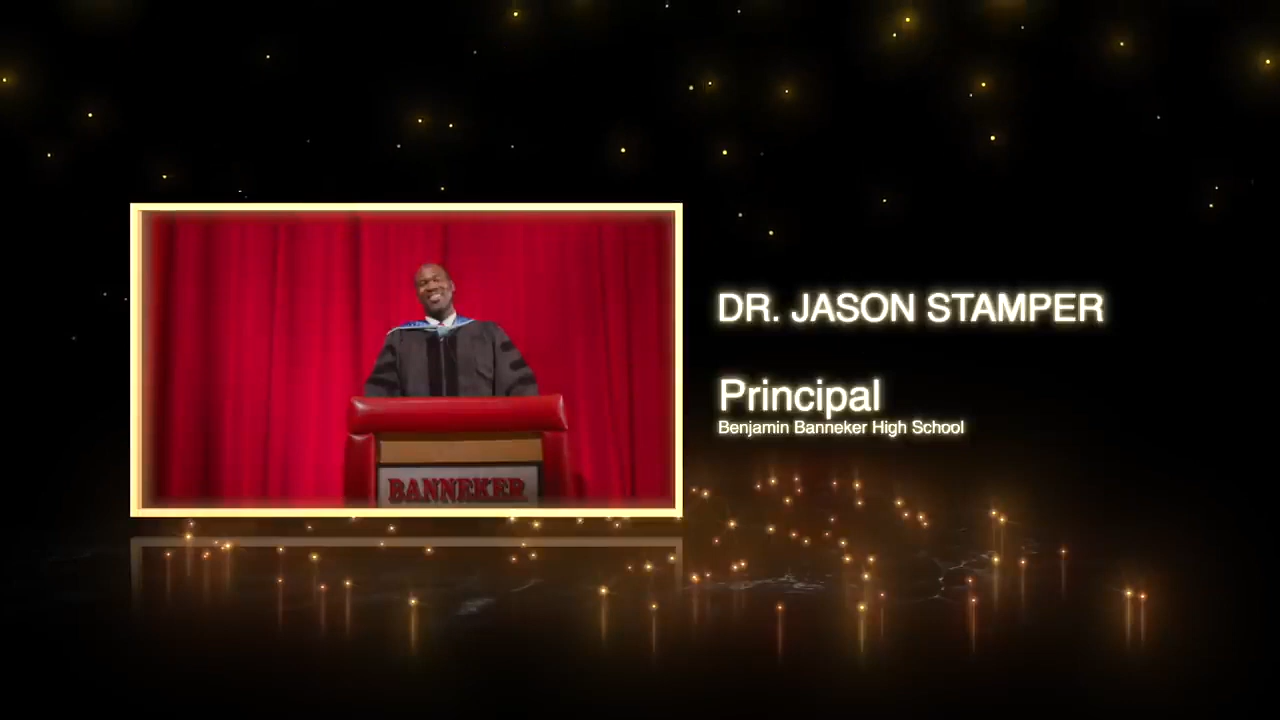 DR. JASON STAMPER
Principal
Benjamin Banneker High School
BANNEKER